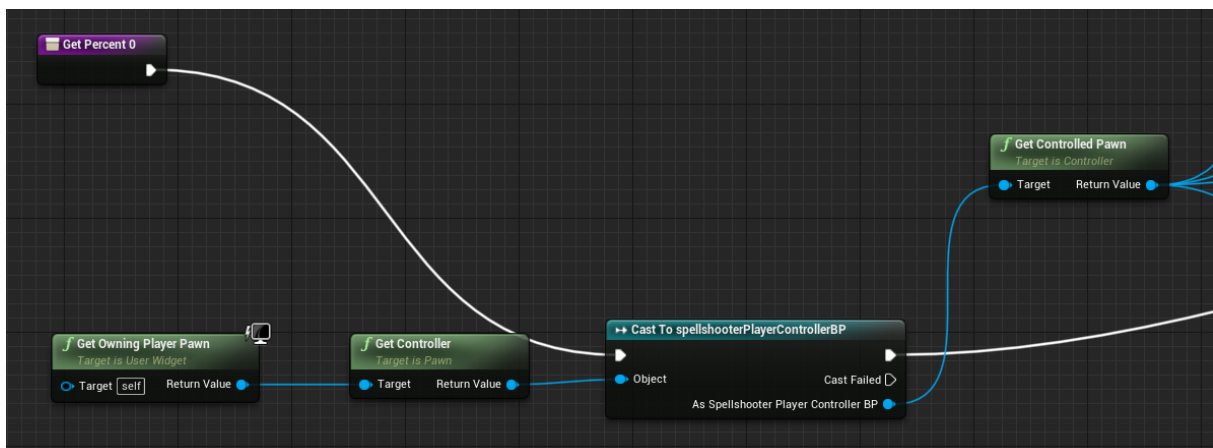 Get Percent 0
f Get Controlled Pawn
Target is Controller
Target Return Value
f Get Owning Player Pawn
Target is User Widget
Target self Return Value
f Get Controller
Target is Pawn
Target Return Value
Cast To spellshooterPlayerControllerBP
Object
Cast Failed
As Spellshooter Player Controller BP